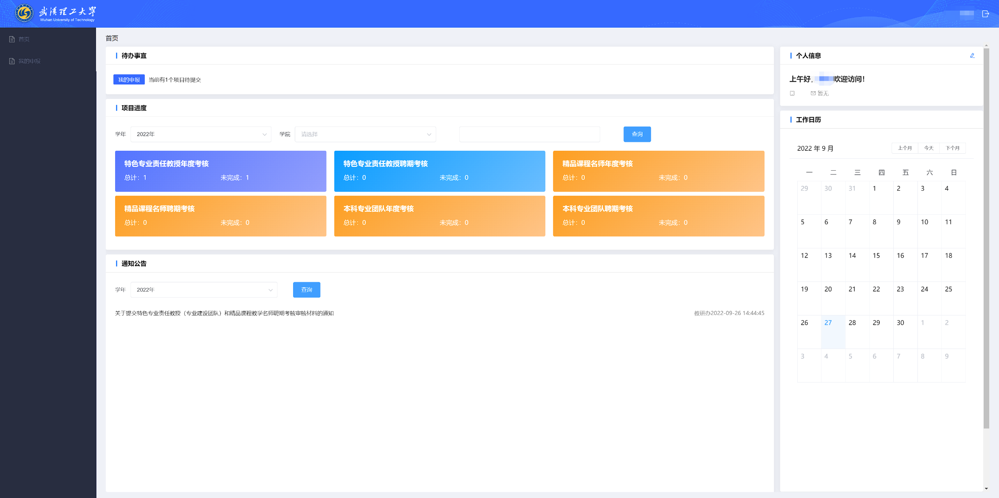 武漢理工大學
Wuhan University of Technology
首页
我的申报
首页
待办事宜
我的申报 当前有1个项目待提交
项目进度
学年 2022年 学院 请选择 查询
特色专业责任教授年度考核
总计：1 未完成：1
特色专业责任教授聘期考核
总计：0 未完成：0
精品课程名师年度考核
总计：0 未完成：0
精品课程名师聘期考核
总计：0 未完成：0
本科专业团队年度考核
总计：0 未完成：0
本科专业团队聘期考核
总计：0 未完成：0
通知公告
学年 2022年 查询
关于提交特色专业责任教授（专业建设团队）和精品课程教学名师聘期考核审核材料的通知 教研办2022-09-26 14:44:45
个人信息
上午好, 欢迎访问!
暂无
工作日历
2022 年 9 月 上个月 今天 下个月
一 二 三 四 五 六 日
29 30 31 1 2 3 4
5 6 7 8 9 10 11
12 13 14 15 16 17 18
19 20 21 22 23 24 25
26 27 28 29 30 1 2
3 4 5 6 7 8 9